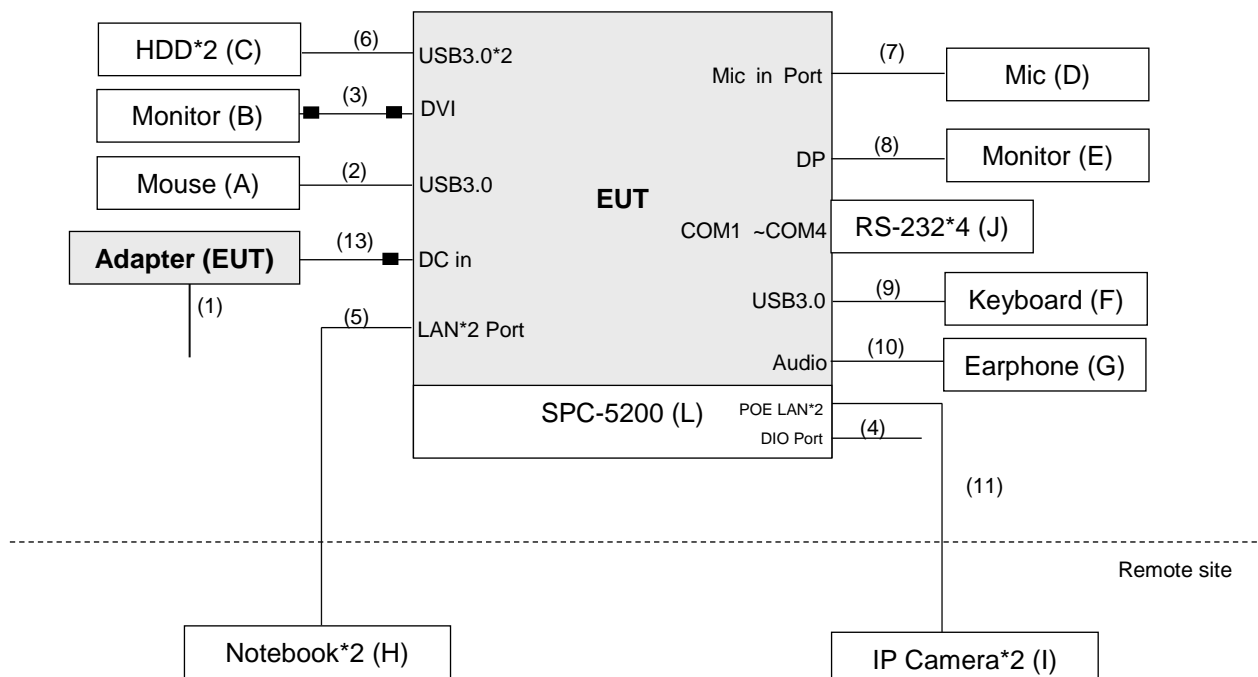 HDD*2 (C)
(6)
USB3.0*2
Monitor (B)
(3)
DVI
Mouse (A)
(2)
USB3.0
Adapter (EUT)
(13)
DC in
(1)
(5)
LAN*2 Port
EUT
Mic in Port
(7)
Mic (D)
DP
(8)
Monitor (E)
COM1 ~COM4
RS-232*4 (J)
USB3.0
(9)
Keyboard (F)
Audio
(10)
Earphone (G)
SPC-5200 (L)
POE LAN*2
DIO Port
(4)
(11)
Remote site
Notebook*2 (H)
IP Camera*2 (I)